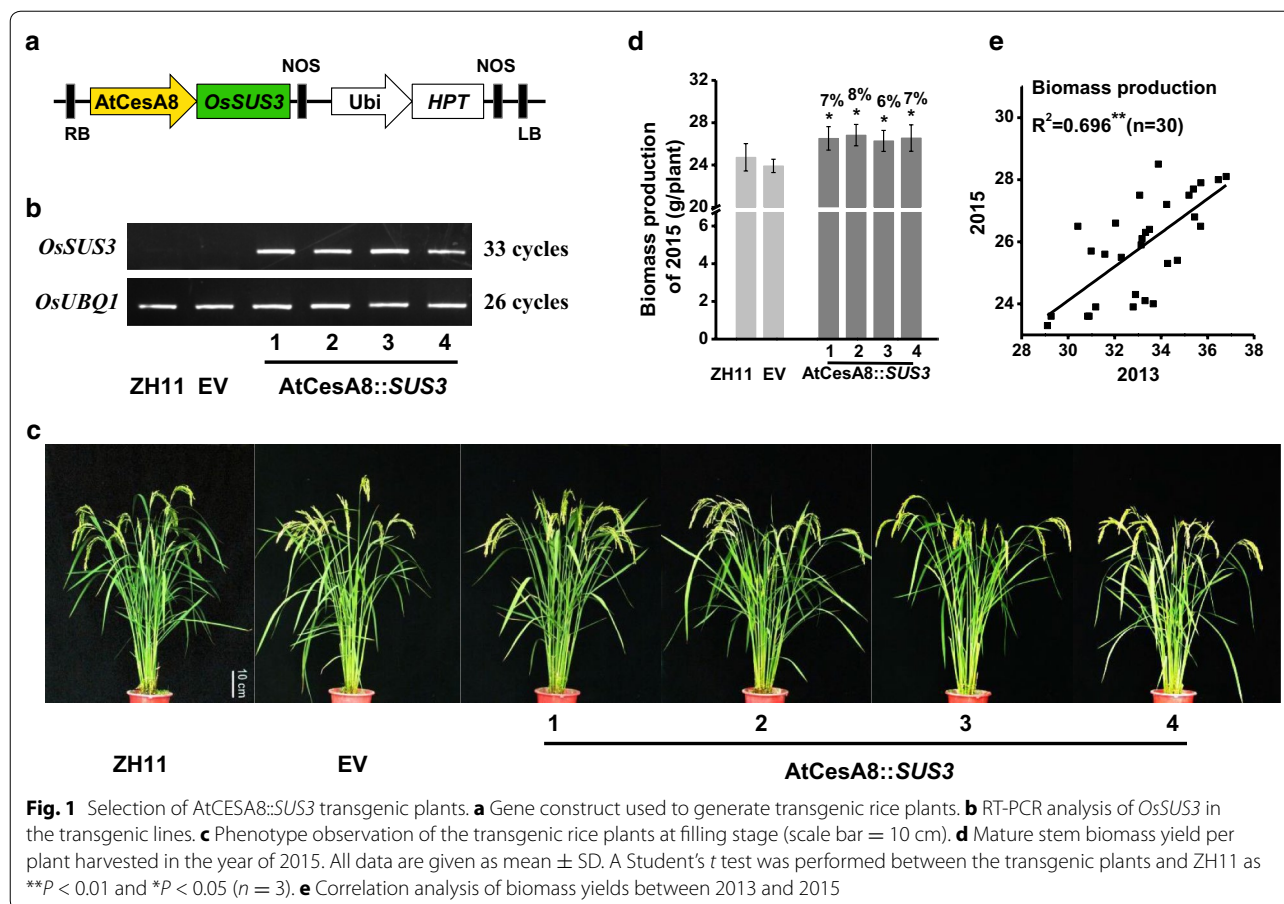 a
NOS
NOS
AtCesA8
OsSUS3
Ubi
HPT
RB
LB
b
OsSUS3
33 cycles
OsUBQ1
26 cycles
1 2 3 4
ZH11 EV AtCesA8::SUS3
d
Biomass production
of 2015 (g/plant)
32
28
24
20
8
6
4
2
0
7% 8% 6% 7%
* * * *
1 2 3 4
ZH11 EV AtCesA8::SUS3
e
Biomass production
R²=0.696**(n=30)
2015
30
28
26
24
28 30 32 34 36 38
2013
c
10 cm
1 2 3 4
ZH11 EV AtCesA8::SUS3
Fig. 1 Selection of AtCESA8::SUS3 transgenic plants. a Gene construct used to generate transgenic rice plants. b RT-PCR analysis of OsSUS3 in
the transgenic lines. c Phenotype observation of the transgenic rice plants at filling stage (scale bar = 10 cm). d Mature stem biomass yield per
plant harvested in the year of 2015. All data are given as mean ± SD. A Student's t test was performed between the transgenic plants and ZH11 as
**P < 0.01 and *P < 0.05 (n = 3). e Correlation analysis of biomass yields between 2013 and 2015